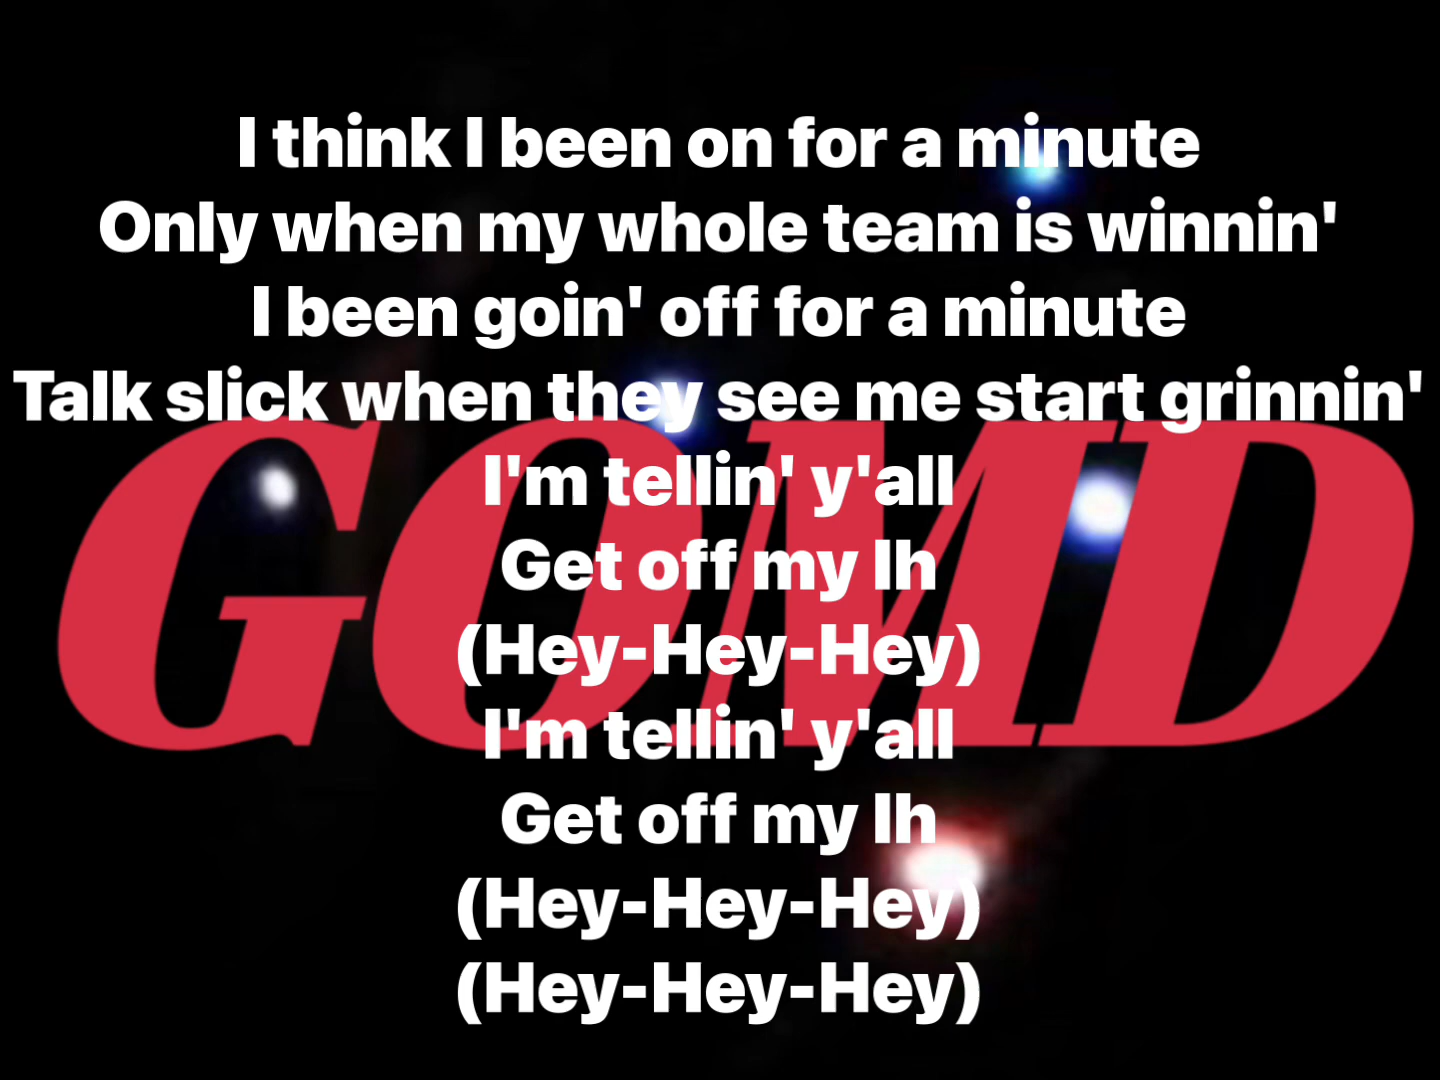 I think I been on for a minute
Only when my whole team is winnin'
I been goin' off for a minute
Talk slick when they see me start grinnin'
GOMD
I'm tellin' y'all
Get off my lh
(Hey-Hey-Hey)
I'm tellin' y'all
Get off my lh
(Hey-Hey-Hey)
(Hey-Hey-Hey)